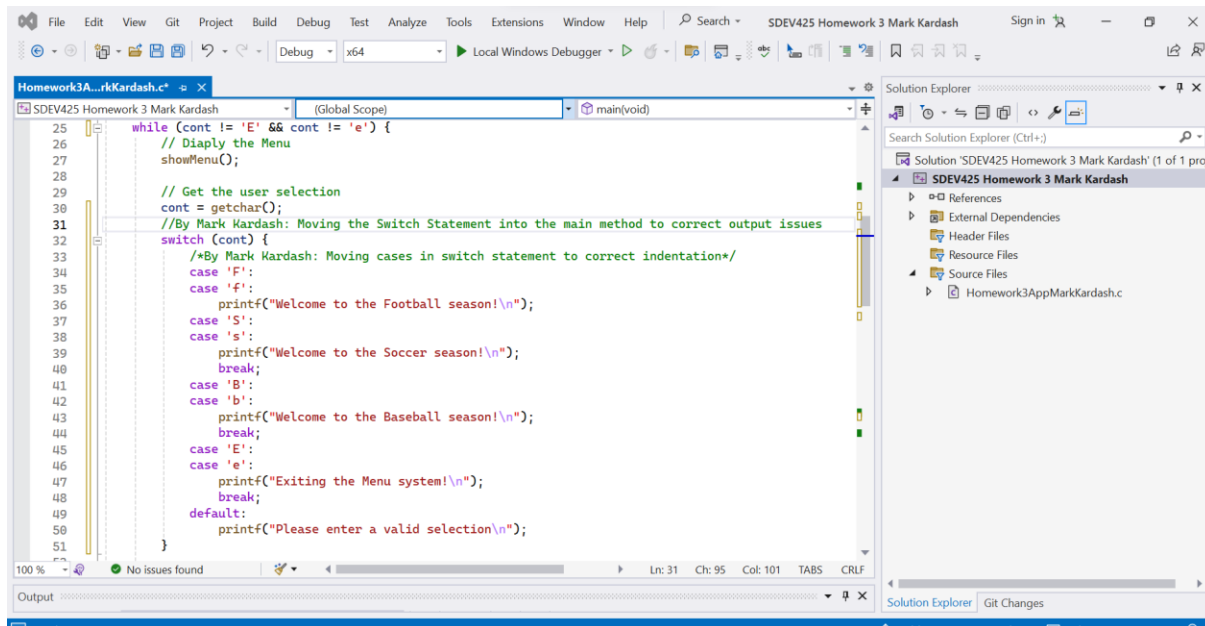 File Edit View Git Project Build Debug Test Analyze Tools Extensions Window Help Search SDEV425 Homework 3 Mark Kardash Sign in
Debug x64 Local Windows Debugger
Homework3A...rkKardash.c*
SDEV425 Homework 3 Mark Kardash (Global Scope) main(void)
25 while (cont != 'E' && cont != 'e') {
26 // Diaply the Menu
27 showMenu();
28
29 // Get the user selection
30 cont = getchar();
31 //By Mark Kardash: Moving the Switch Statement into the main method to correct output issues
32 switch (cont) {
33 /*By Mark Kardash: Moving cases in switch statement to correct indentation*/
34 case 'F':
35 case 'f':
36 printf("Welcome to the Football season!\n");
37 case 'S':
38 case 's':
39 printf("Welcome to the Soccer season!\n");
40 break;
41 case 'B':
42 case 'b':
43 printf("Welcome to the Baseball season!\n");
44 break;
45 case 'E':
46 case 'e':
47 printf("Exiting the Menu system!\n");
48 break;
49 default:
50 printf("Please enter a valid selection\n");
51 }
100 % No issues found Ln: 31 Ch: 95 Col: 101 TABS CRLF
Output
Solution Explorer
Search Solution Explorer (Ctrl+;)
Solution 'SDEV425 Homework 3 Mark Kardash' (1 of 1 pro
SDEV425 Homework 3 Mark Kardash
References
External Dependencies
Header Files
Resource Files
Source Files
Homework3AppMarkKardash.c
Solution Explorer Git Changes